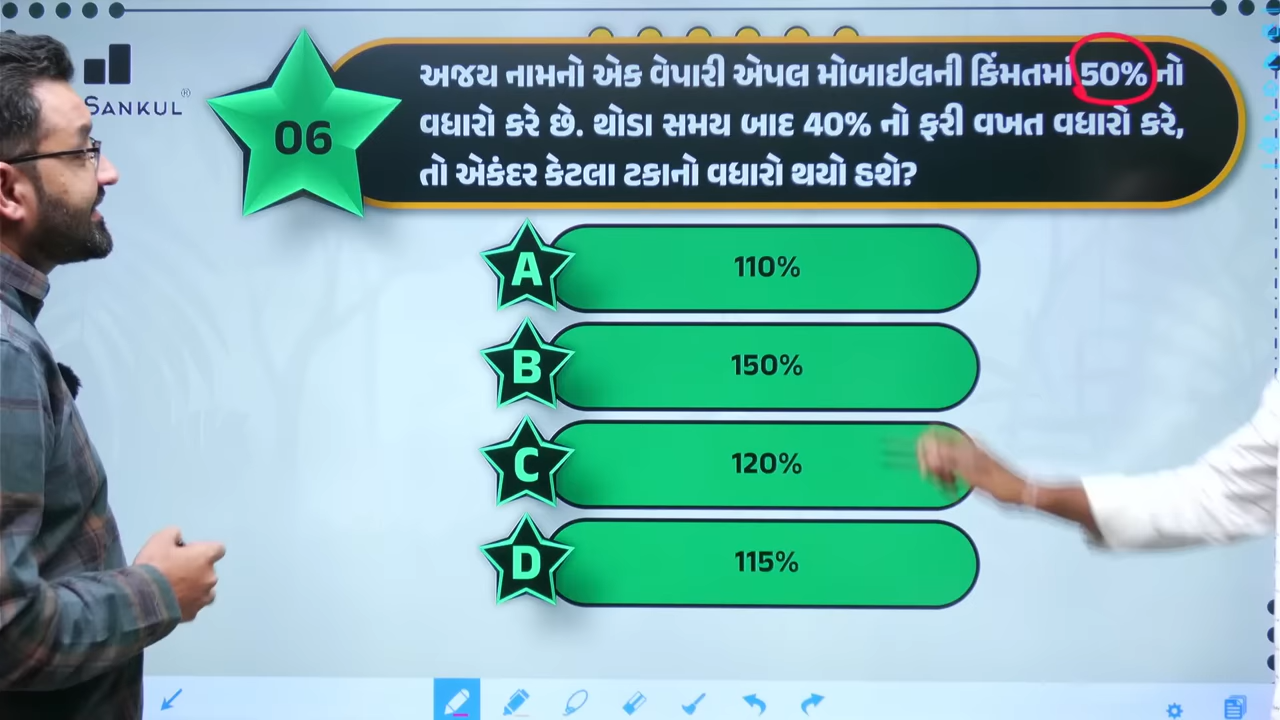 SANKUL®
06
અજય નામનો એક વેપારી એપલ મોબાઇલની કિંમતમાં 50% નો
વધારો કરે છે. થોડા સમય બાદ 40% નો ફરી વખત વધારો કરે,
તો એકંદર કેટલા ટકાનો વધારો થયો હશે?
A 110%
B 150%
C 120%
D 115%